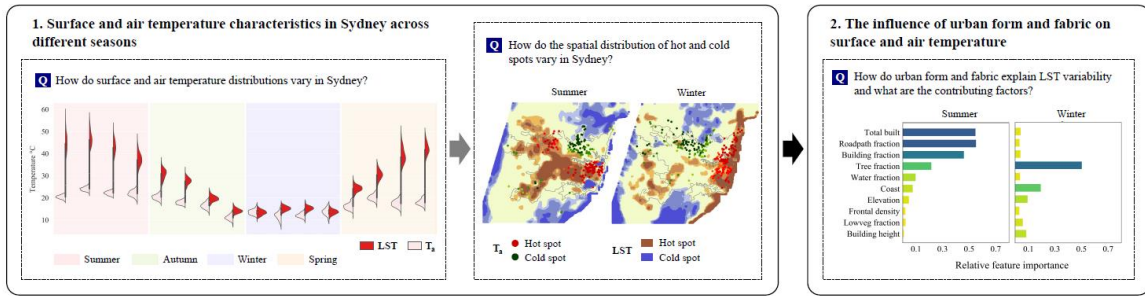 1. Surface and air temperature characteristics in Sydney across
different seasons
Q How do surface and air temperature distributions vary in Sydney?
60
50
40
30
20
10
Temperature °C
LST Ta
Summer Autumn Winter Spring
Q How do the spatial distribution of hot and cold
spots vary in Sydney?
Summer Winter
Ta Hot spot LST Hot spot
Cold spot Cold spot
2. The influence of urban form and fabric on
surface and air temperature
Q How do urban form and fabric explain LST variability
and what are the contributing factors?
Summer Winter
Total built
Roadpath fraction
Building fraction
Tree fraction
Water fraction
Coast
Elevation
Frontal density
Lowveg fraction
Building height
0.1 0.3 0.5 0.7 0.1 0.3 0.5 0.7
Relative feature importance